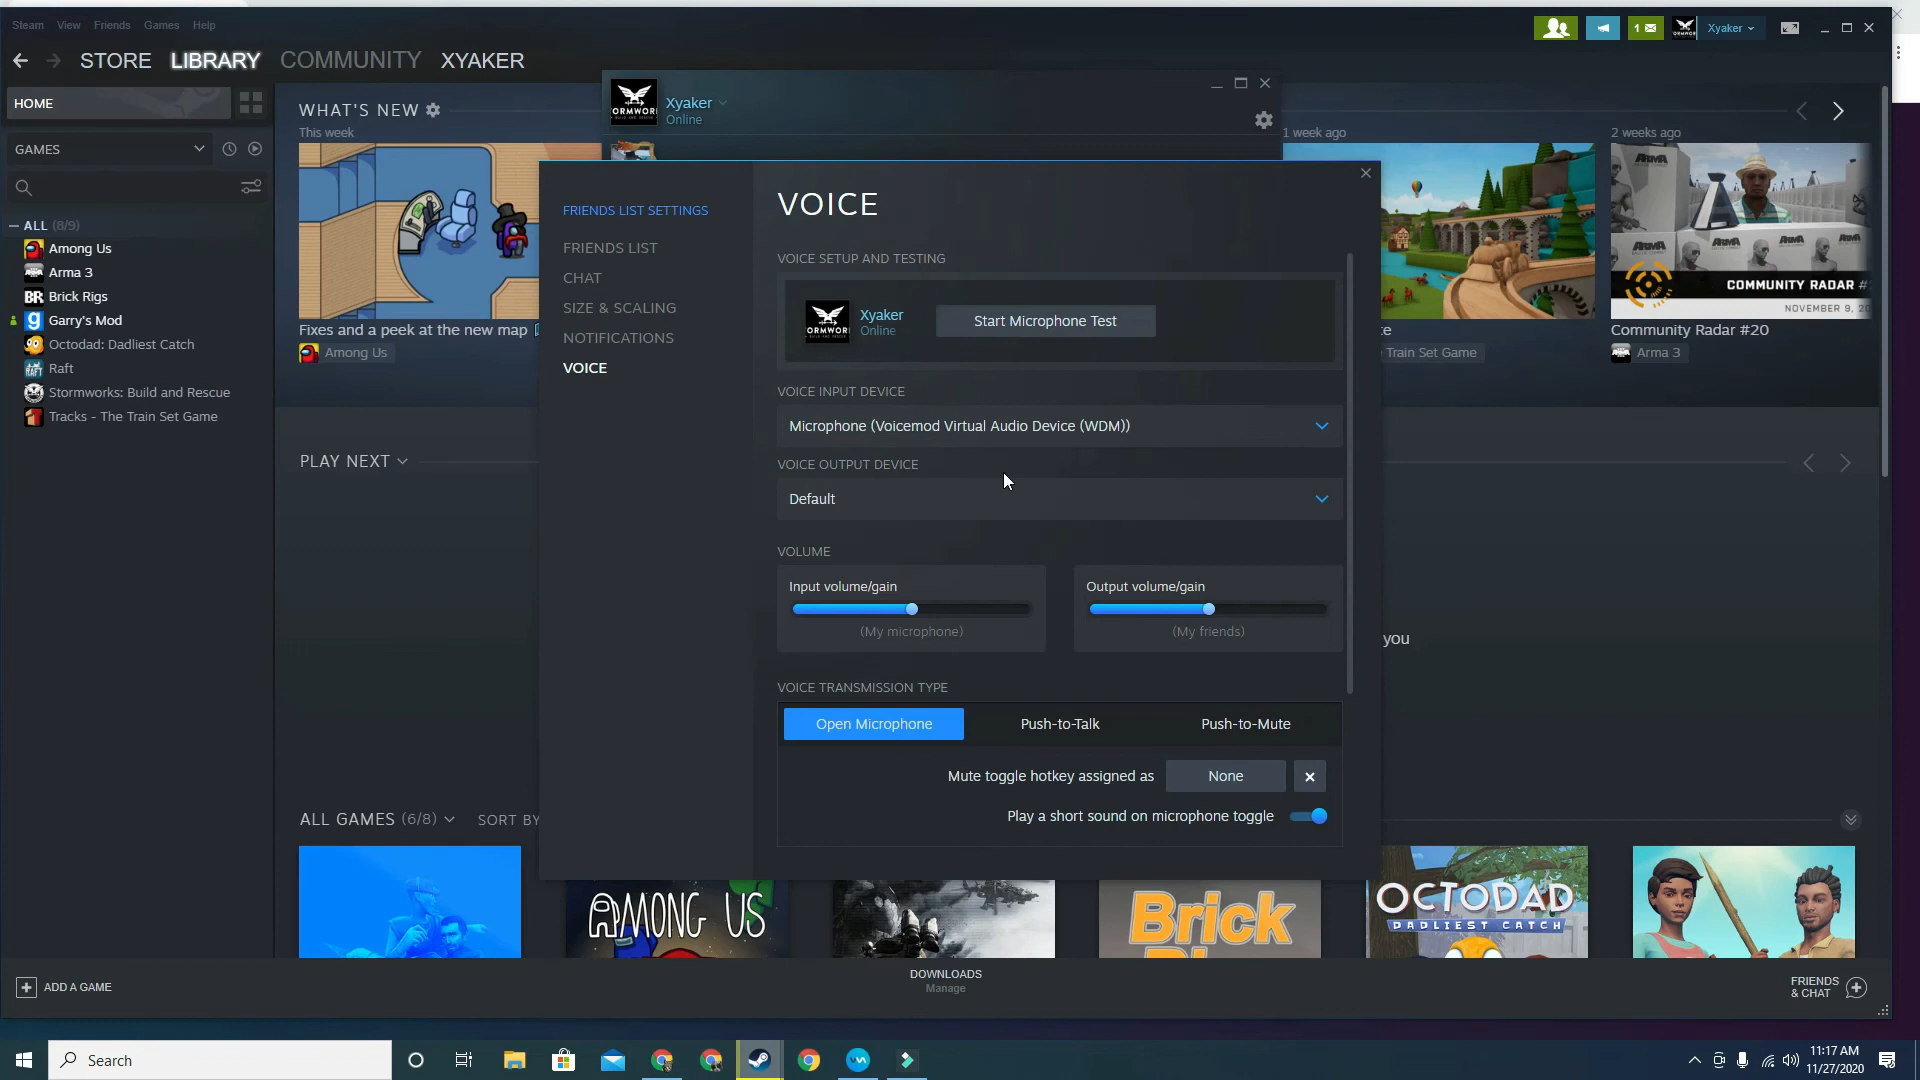 Steam View Friends Games Help
1
Xyaker
STORE LIBRARY COMMUNITY XYAKER
HOME
GAMES
ALL (8/9)
Among Us
Arma 3
Brick Rigs
Garry's Mod
Octodad: Dadliest Catch
Raft
Stormworks: Build and Rescue
Tracks - The Train Set Game
WHAT'S NEW
This week
Fixes and a peek at the new map
Among Us
Xyaker
Online
1 week ago
2 weeks ago
te
Train Set Game
COMMUNITY RADAR #
NOVEMBER 9, 20
Community Radar #20
Arma 3
PLAY NEXT
you
ALL GAMES (6/8) SORT BY
FRIENDS LIST SETTINGS
FRIENDS LIST
CHAT
SIZE & SCALING
NOTIFICATIONS
VOICE
VOICE
VOICE SETUP AND TESTING
Xyaker
Online
Start Microphone Test
VOICE INPUT DEVICE
Microphone (Voicemod Virtual Audio Device (WDM))
VOICE OUTPUT DEVICE
Default
VOLUME
Input volume/gain
(My microphone)
Output volume/gain
(My friends)
VOICE TRANSMISSION TYPE
Open Microphone Push-to-Talk Push-to-Mute
Mute toggle hotkey assigned as None
Play a short sound on microphone toggle
AMONG US
Brick
OCTODAD
DADLIEST CATCH
ADD A GAME
DOWNLOADS
Manage
FRIENDS
& CHAT
Search
11:17 AM
11/27/2020